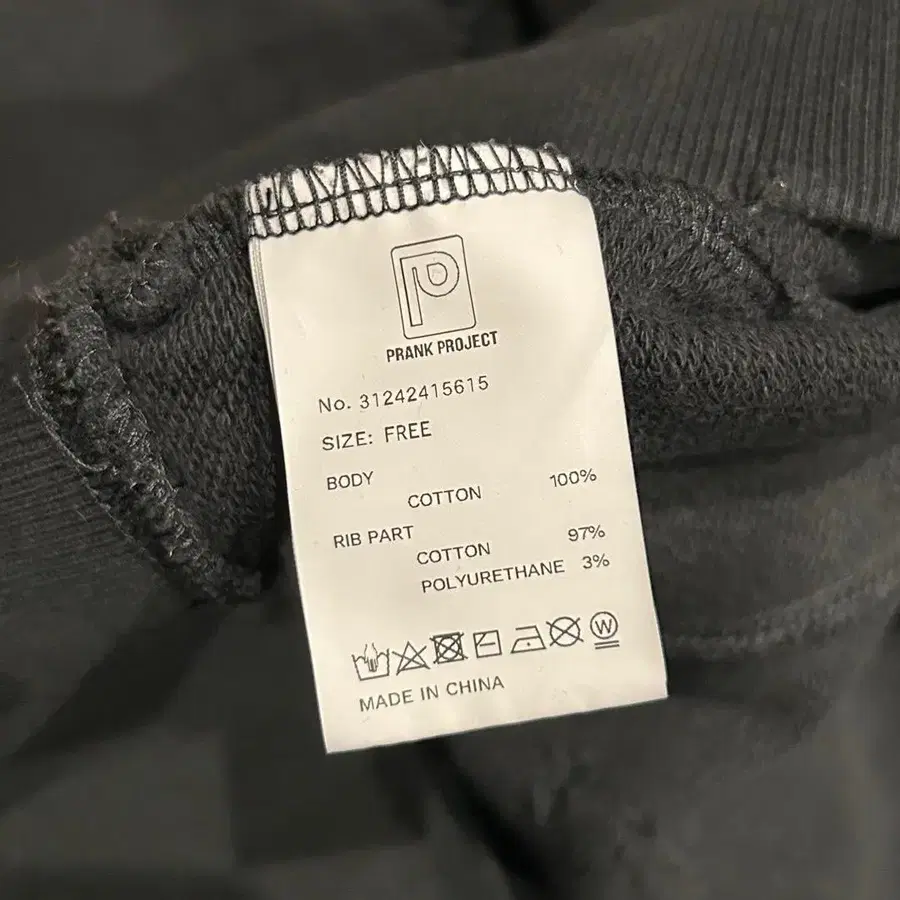 PRANK PROJECT
No. 31242415615
SIZE: FREE
BODY
COTTON 100%
RIB PART
COTTON 97%
POLYURETHANE 3%
W
MADE IN CHINA